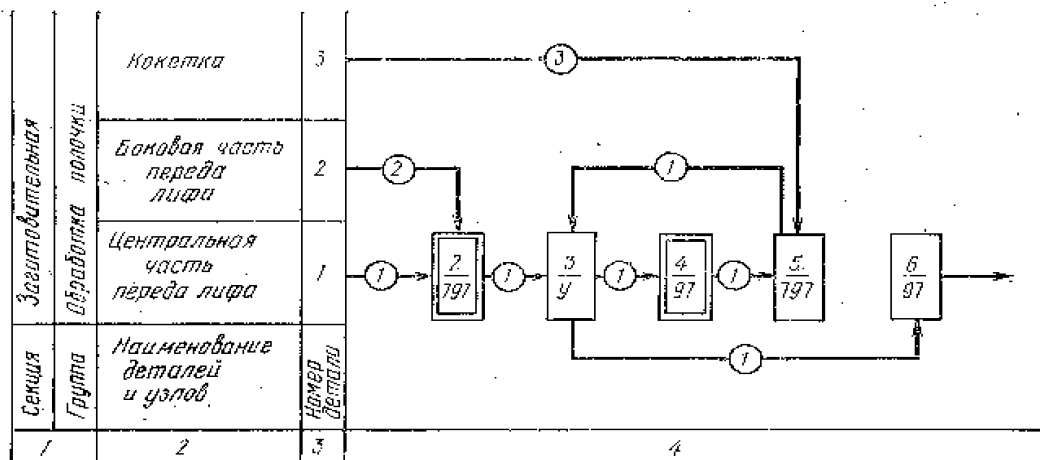 Кокетка
3
3
Боковая часть
переда
лифа
2
2
1
Центральная
часть
переда лифа
1
1
2
797
1
3
У
1
4
97
1
5
797
6
97
1
Заготовительная
Обработка полочки
Секция
Группа
Наименование
деталей
и узлов
Номер
детали
1
2
3
4